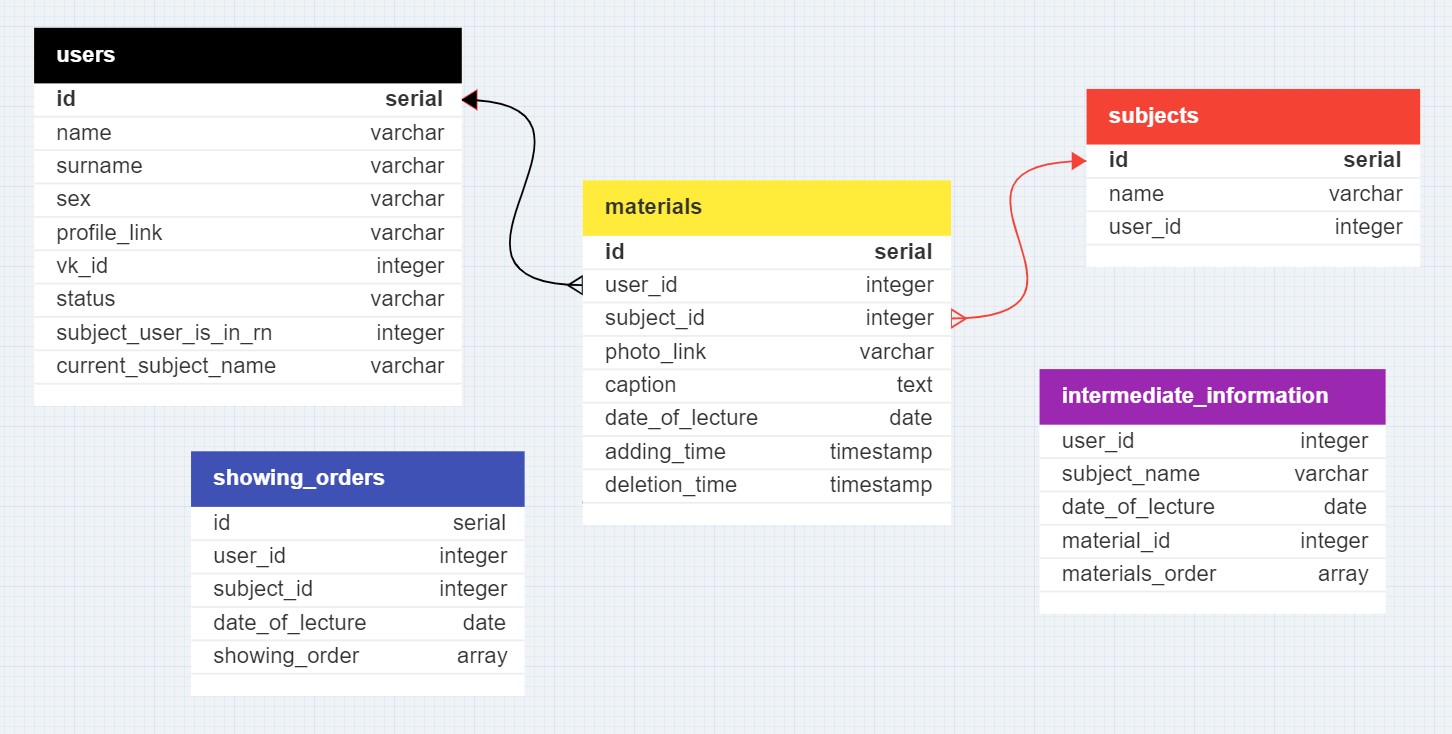 users
id serial
name varchar
surname varchar
sex varchar
profile_link varchar
vk_id integer
status varchar
subject_user_is_in_rn integer
current_subject_name varchar
materials
id serial
user_id integer
subject_id integer
photo_link varchar
caption text
date_of_lecture date
adding_time timestamp
deletion_time timestamp
subjects
id serial
name varchar
user_id integer
showing_orders
id serial
user_id integer
subject_id integer
date_of_lecture date
showing_order array
intermediate_information
user_id integer
subject_name varchar
date_of_lecture date
material_id integer
materials_order array